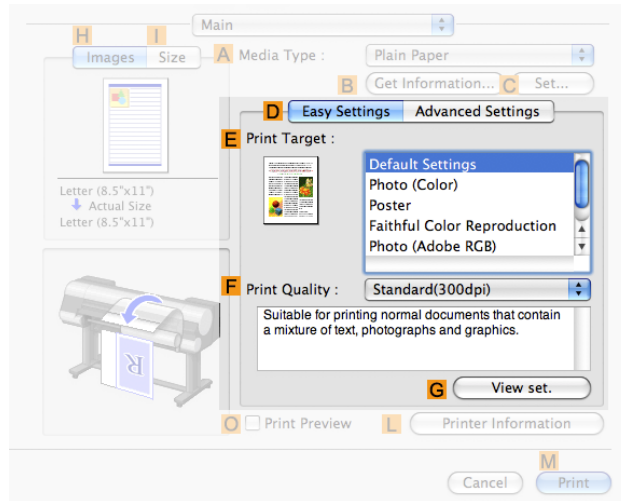 Main
H I
Images Size
A Media Type : Plain Paper
B Get Information... C Set...
D Easy Settings Advanced Settings
E Print Target :
Default Settings
Photo (Color)
Poster
Faithful Color Reproduction
Photo (Adobe RGB)
Letter (8.5"x11")
Actual Size
Letter (8.5"x11")
F Print Quality : Standard(300dpi)
Suitable for printing normal documents that contain
a mixture of text, photographs and graphics.
R
G View set.
O Print Preview L Printer Information
M
Cancel Print